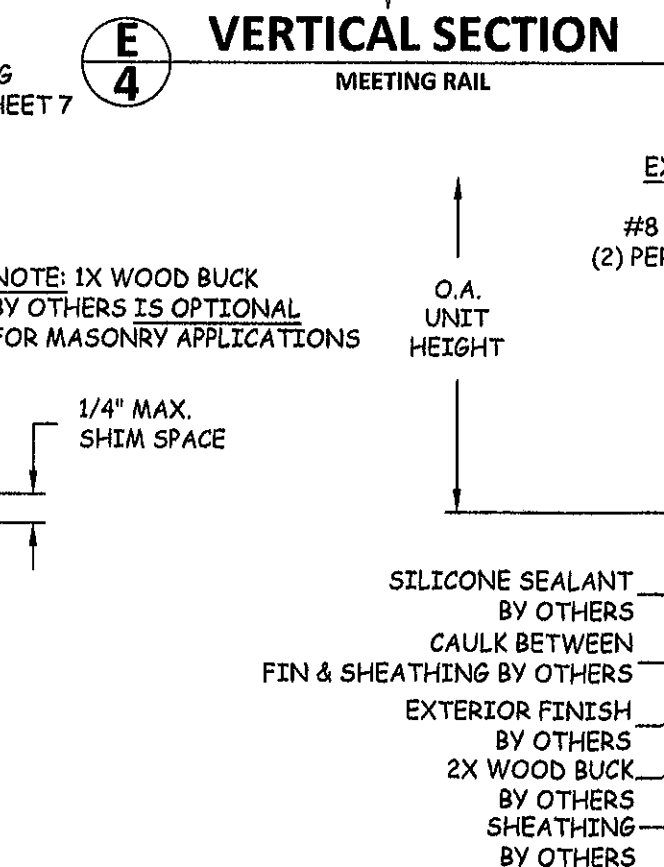 E
4
VERTICAL SECTION
MEETING RAIL
G
HEET 7
#8
NOTE: 1X WOOD BUCK
BY OTHERS IS OPTIONAL
FOR MASONRY APPLICATIONS
O.A.
UNIT
HEIGHT
1/4" MAX.
SHIM SPACE
SILICONE SEALANT
BY OTHERS
CAULK BETWEEN
FIN & SHEATHING BY OTHERS
EXTERIOR FINISH
BY OTHERS
2X WOOD BUCK
BY OTHERS
SHEATHING
BY OTHERS